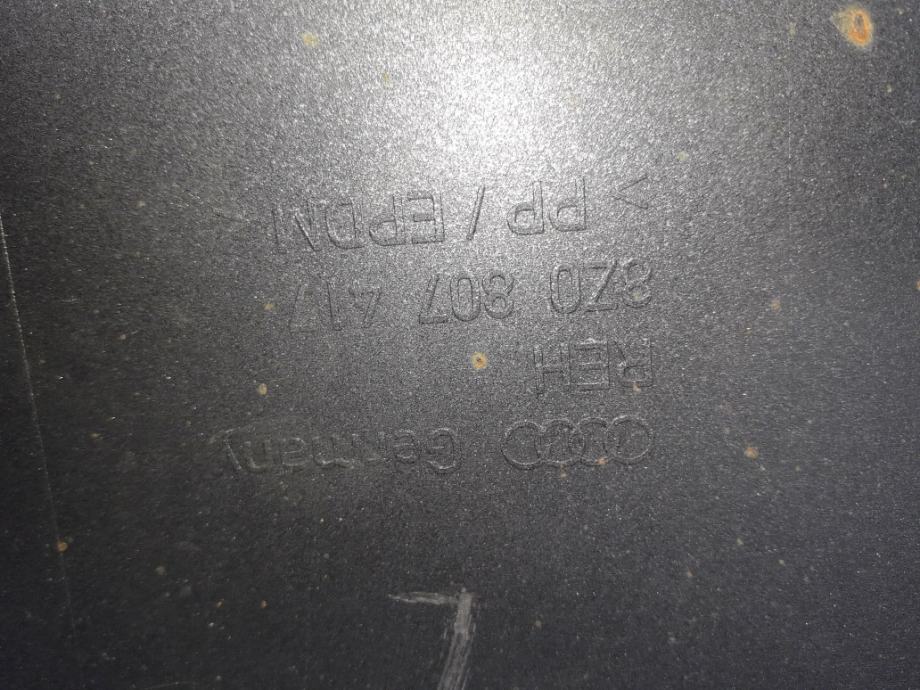 Germany
REH
8Z0 807 417
> PP / EPDM